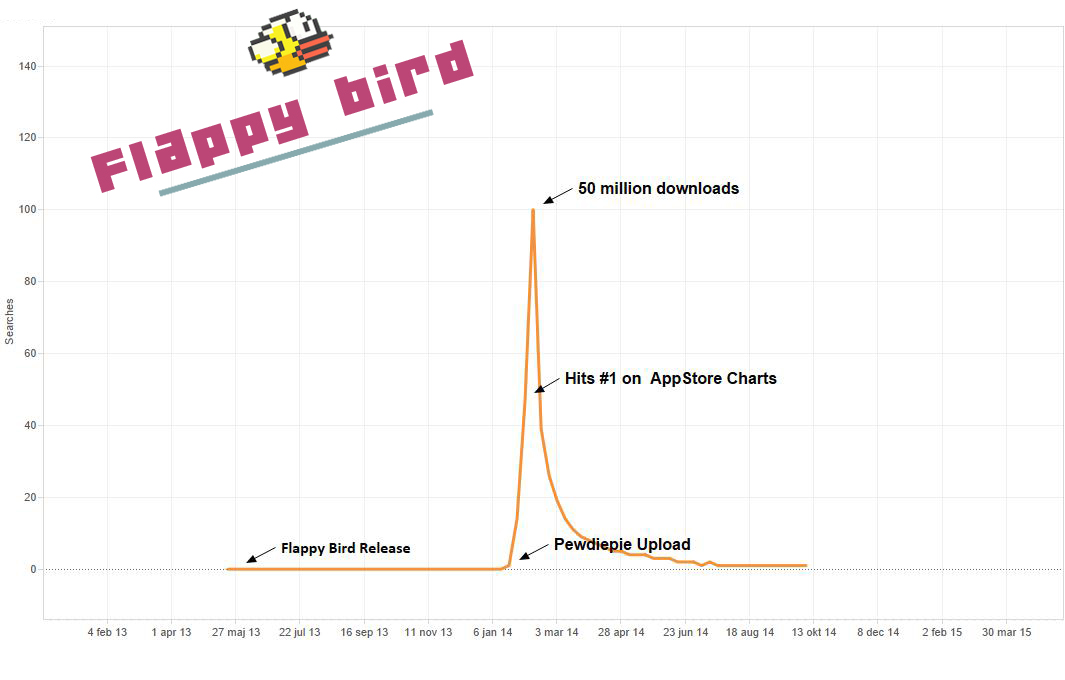 Flappy bird
140
120
100
80
60
40
20
0
Searches
50 million downloads
Hits #1 on AppStore Charts
Pewdiepie Upload
Flappy Bird Release
4 feb 13
1 apr 13
27 maj 13
22 jul 13
16 sep 13
11 nov 13
6 jan 14
3 mar 14
28 apr 14
23 jun 14
18 aug 14
13 okt 14
8 dec 14
2 feb 15
30 mar 15